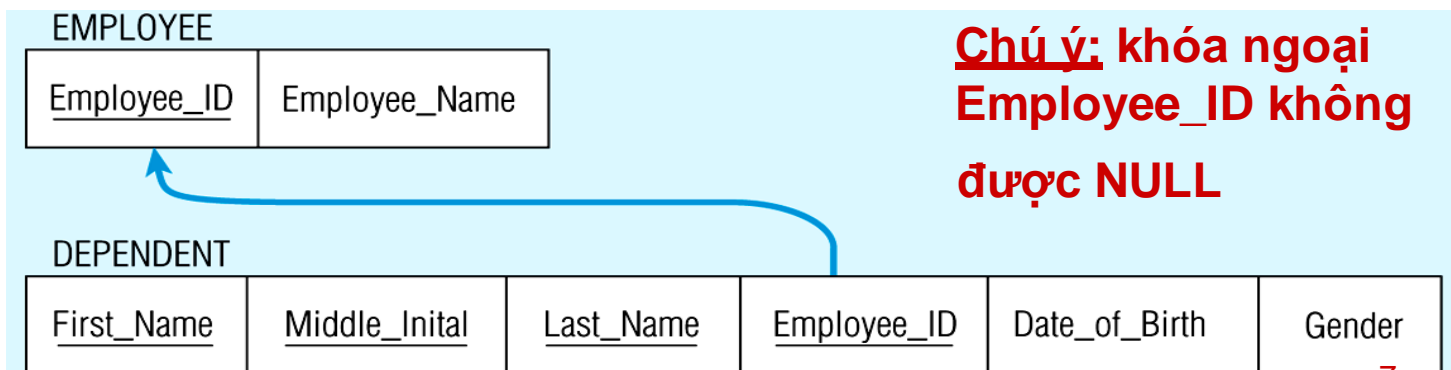 EMPLOYEE
Employee_ID Employee_Name
Chú ý: khóa ngoại
Employee_ID không
được NULL
DEPENDENT
First_Name Middle_Inital Last_Name Employee_ID Date_of_Birth Gender